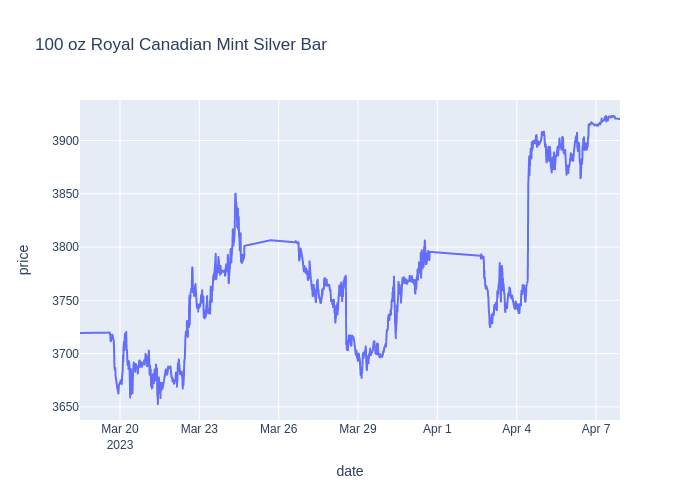 100 oz Royal Canadian Mint Silver Bar
price
3900
3850
3800
3750
3700
3650
Mar 20
2023
Mar 23
Mar 26
Mar 29
Apr 1
Apr 4
Apr 7
date